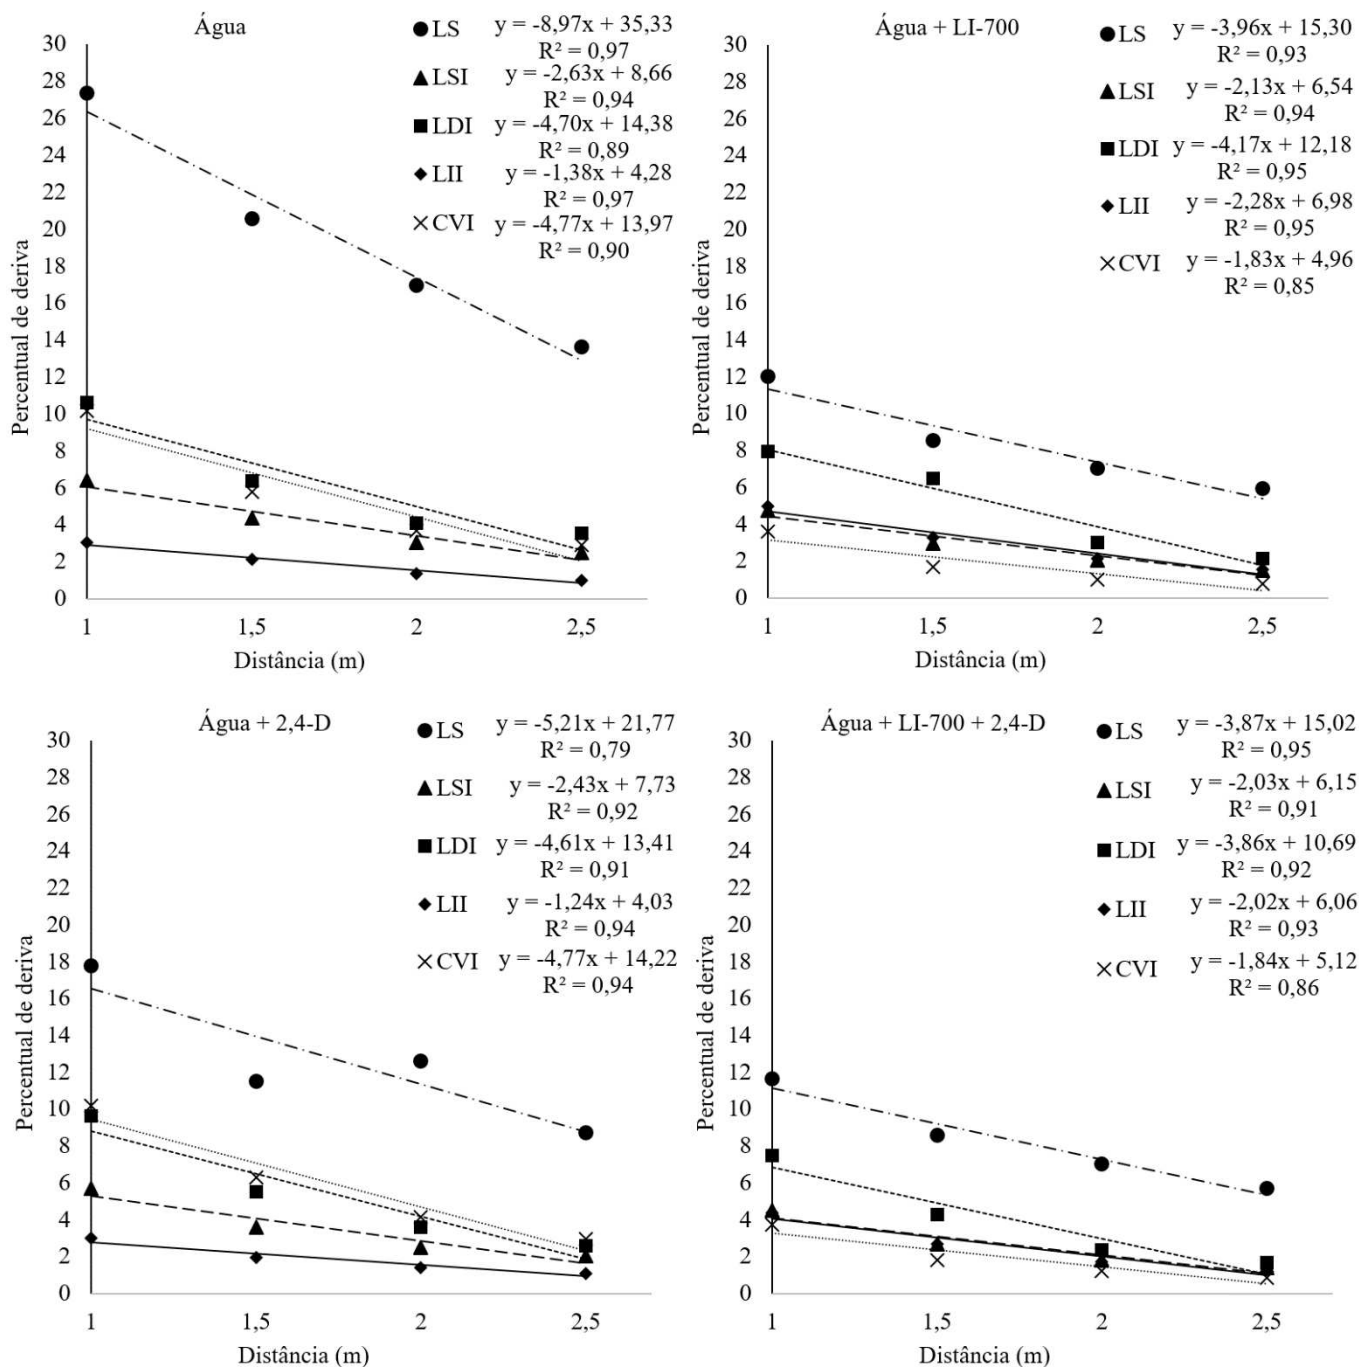 Água
LS y = -8,97x + 35,33
R² = 0,97
LSI y = -2,63x + 8,66
R² = 0,94
LDI y = -4,70x + 14,38
R² = 0,89
LII y = -1,38x + 4,28
R² = 0,97
CVI y = -4,77x + 13,97
R² = 0,90
Percentual de deriva
30
28
26
24
22
20
18
16
14
12
10
8
6
4
2
0
1 1,5 2 2,5
Distância (m)
Água + LI-700
LS y = -3,96x + 15,30
R² = 0,93
LSI y = -2,13x + 6,54
R² = 0,94
LDI y = -4,17x + 12,18
R² = 0,95
LII y = -2,28x + 6,98
R² = 0,95
CVI y = -1,83x + 4,96
R² = 0,85
Percentual de deriva
30
28
26
24
22
20
18
16
14
12
10
8
6
4
2
0
1 1,5 2 2,5
Distância (m)
Água + 2,4-D
LS y = -5,21x + 21,77
R² = 0,79
LSI y = -2,43x + 7,73
R² = 0,92
LDI y = -4,61x + 13,41
R² = 0,91
LII y = -1,24x + 4,03
R² = 0,94
CVI y = -4,77x + 14,22
R² = 0,94
Percentual de deriva
30
28
26
24
22
20
18
16
14
12
10
8
6
4
2
0
1 1,5 2 2,5
Distância (m)
Água + LI-700 + 2,4-D
LS y = -3,87x + 15,02
R² = 0,95
LSI y = -2,03x + 6,15
R² = 0,91
LDI y = -3,86x + 10,69
R² = 0,92
LII y = -2,02x + 6,06
R² = 0,93
CVI y = -1,84x + 5,12
R² = 0,86
Percentual de deriva
30
28
26
24
22
20
18
16
14
12
10
8
6
4
2
0
1 1,5 2 2,5
Distância (m)